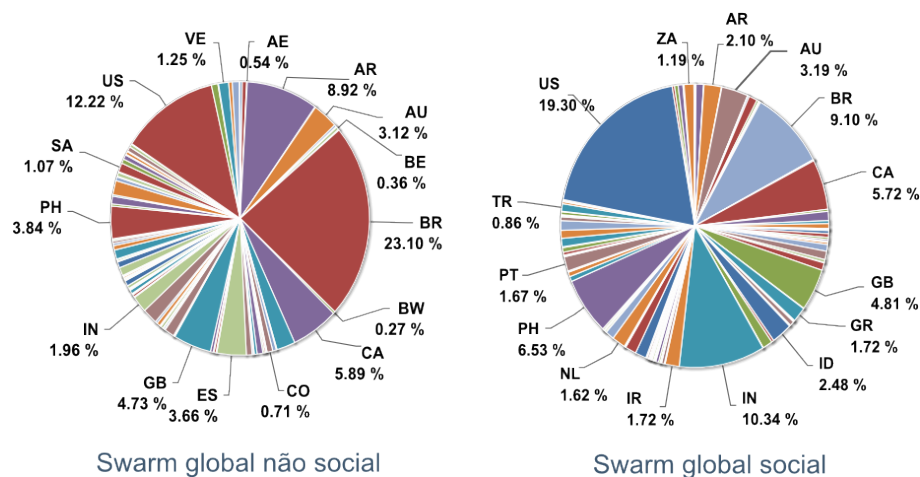 VE
1.25 %
AE
0.54 %
AR
8.92 %
AU
3.12 %
BE
0.36 %
BR
23.10 %
BW
0.27 %
CA
5.89 %
CO
0.71 %
ES
3.66 %
GB
4.73 %
IN
1.96 %
PH
3.84 %
SA
1.07 %
US
12.22 %
Swarm global não social
ZA
1.19 %
AR
2.10 %
AU
3.19 %
BR
9.10 %
CA
5.72 %
GB
4.81 %
GR
1.72 %
ID
2.48 %
IN
10.34 %
IR
1.72 %
NL
1.62 %
PH
6.53 %
PT
1.67 %
TR
0.86 %
US
19.30 %
Swarm global social